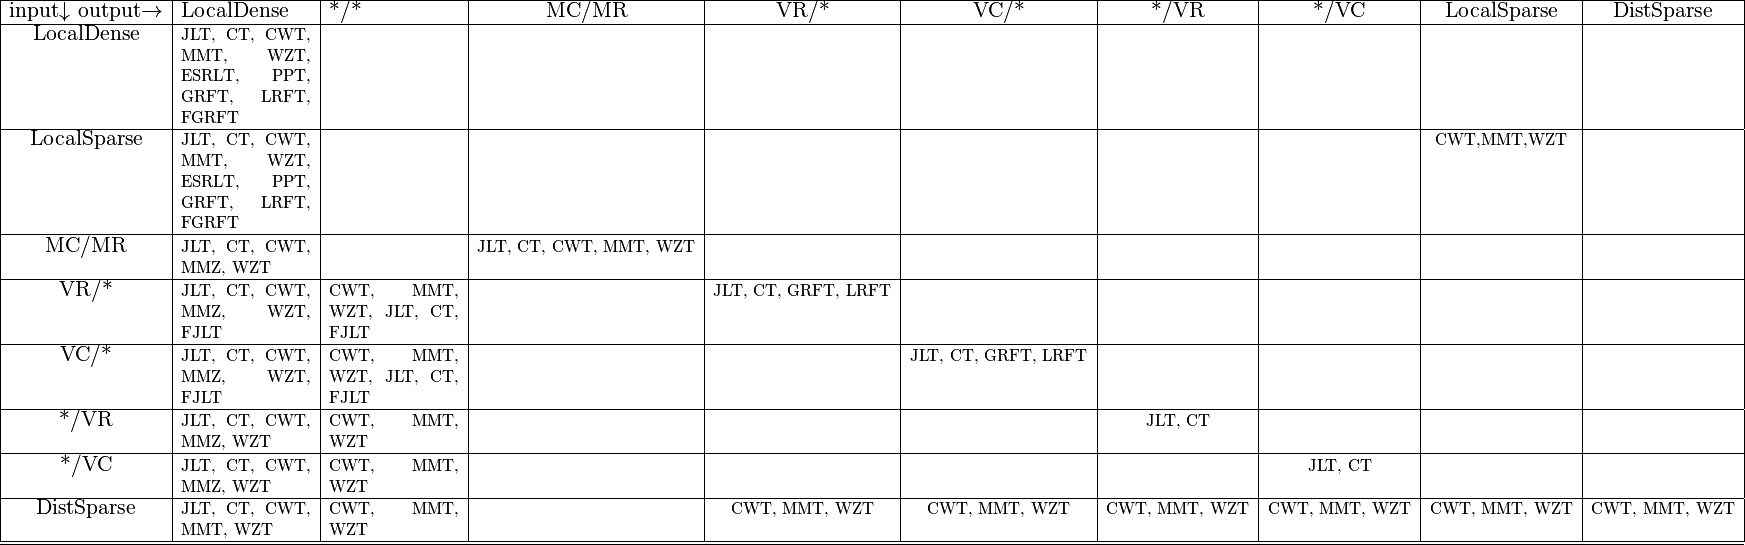 input↓ output→ LocalDense */* MC/MR VR/* VC/* */VR */VC LocalSparse DistSparse
LocalDense JLT, CT, CWT,
MMT, WZT,
ESRLT, PPT,
GRFT, LRFT,
FGRFT
LocalSparse JLT, CT, CWT, CWT,MMT,WZT
MMT, WZT,
ESRLT, PPT,
GRFT, LRFT,
FGRFT
MC/MR JLT, CT, CWT, JLT, CT, CWT, MMT, WZT
MMZ, WZT
VR/* JLT, CT, CWT, CWT, MMT, JLT, CT, GRFT, LRFT
MMZ, WZT, WZT, JLT, CT,
FJLT FJLT
VC/* JLT, CT, CWT, CWT, MMT, JLT, CT, GRFT, LRFT
MMZ, WZT, WZT, JLT, CT,
FJLT FJLT
*/VR JLT, CT, CWT, CWT, MMT, JLT, CT
MMZ, WZT WZT
*/VC JLT, CT, CWT, CWT, MMT, JLT, CT
MMZ, WZT WZT
DistSparse JLT, CT, CWT, CWT, MMT, CWT, MMT, WZT CWT, MMT, WZT CWT, MMT, WZT CWT, MMT, WZT CWT, MMT, WZT CWT, MMT, WZT
MMT, WZT WZT